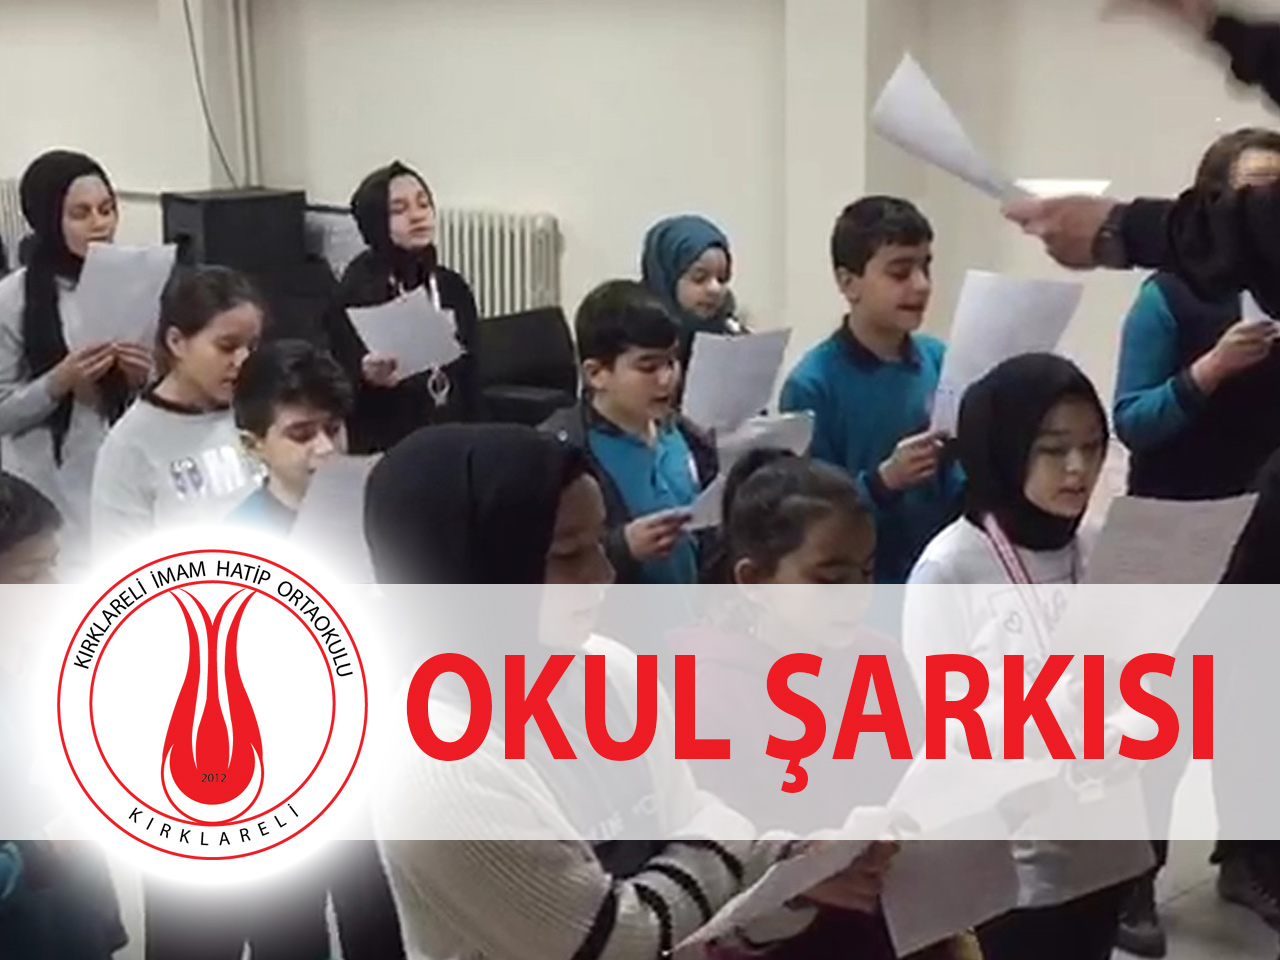 KIRKLARELİ İMAM HATİP ORTAOKULU
2012
KIRKLARELİ
OKUL ŞARKISI